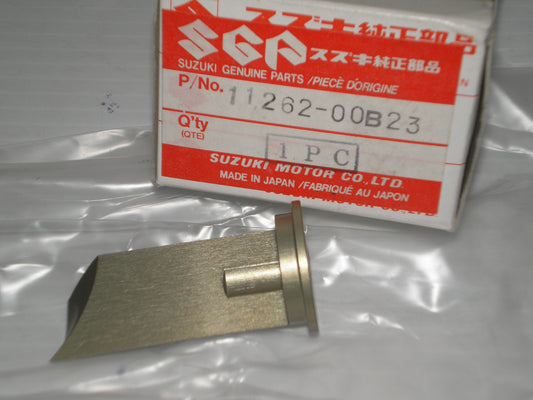 スズキ純正部品
SGP スズキ純正部品
SUZUKI GENUINE PARTS /PIÈCE D'ORIGINE
P/No. 11262-00B23
Q'ty
(QTE)
1PC
SUZUKI MOTOR CO.,LTD.
MADE IN JAPAN /FABRIQUÉ AU JAPON